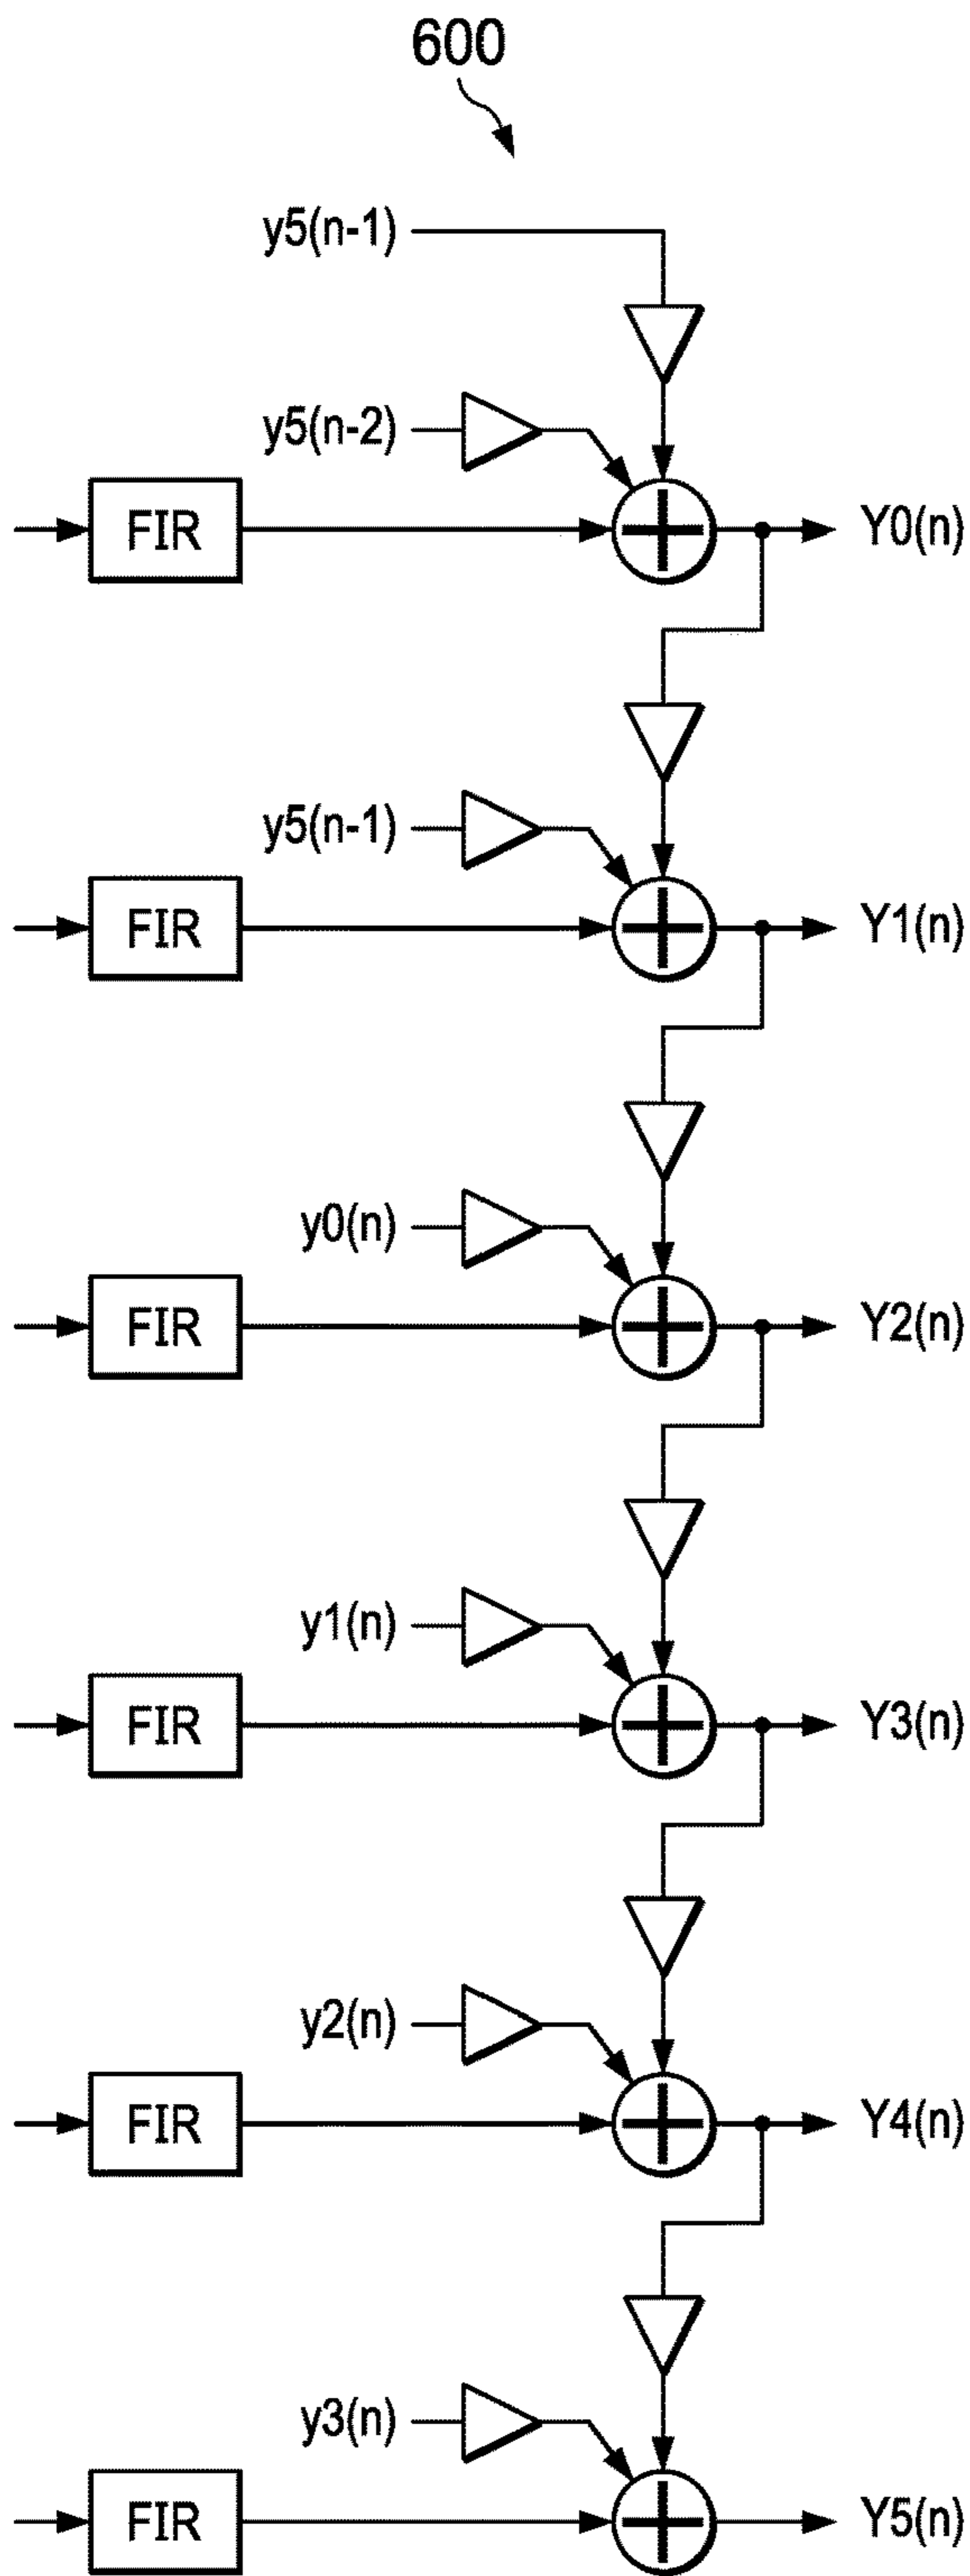 600
y5(n-1)
y5(n-2)
FIR
Y0(n)
y5(n-1)
FIR
Y1(n)
y0(n)
FIR
Y2(n)
y1(n)
FIR
Y3(n)
y2(n)
FIR
Y4(n)
y3(n)
FIR
Y5(n)